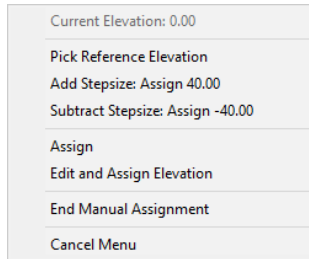 Current Elevation: 0.00
Pick Reference Elevation
Add Stepsize: Assign 40.00
Subtract Stepsize: Assign -40.00
Assign
Edit and Assign Elevation
End Manual Assignment
Cancel Menu